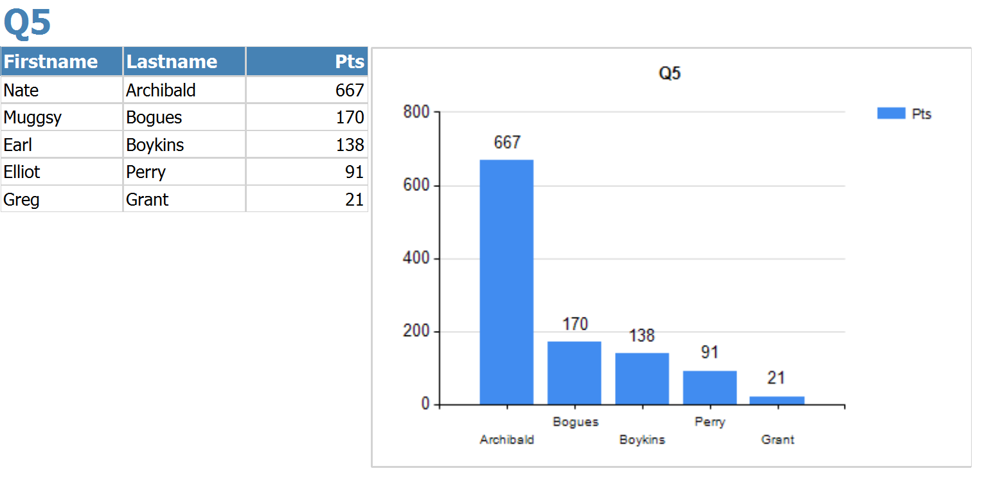 Q5
Firstname Lastname Pts
Nate Archibald 667
Muggsy Bogues 170
Earl Boykins 138
Elliot Perry 91
Greg Grant 21
Q5
Pts
800
600
400
200
0
667
170
138
91
21
Archibald
Bogues
Boykins
Perry
Grant